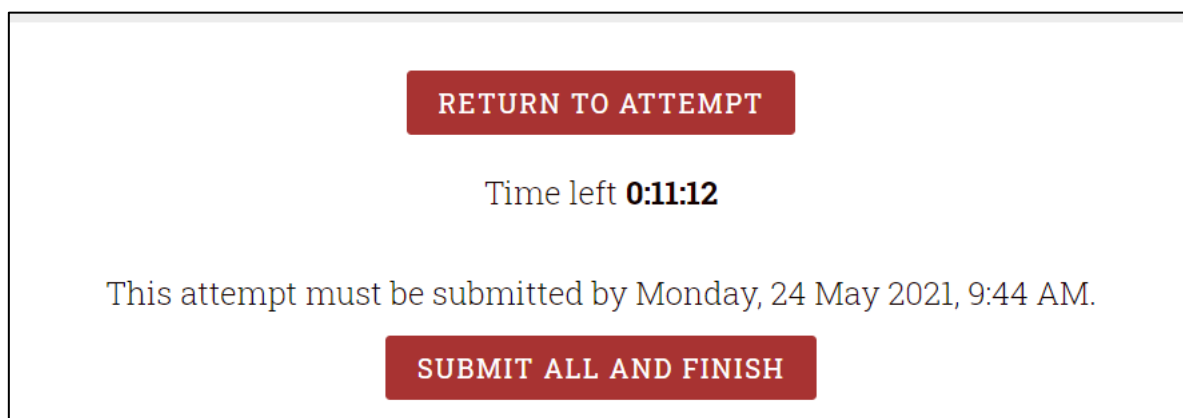 RETURN TO ATTEMPT
Time left 0:11:12
This attempt must be submitted by Monday, 24 May 2021, 9:44 AM.
SUBMIT ALL AND FINISH